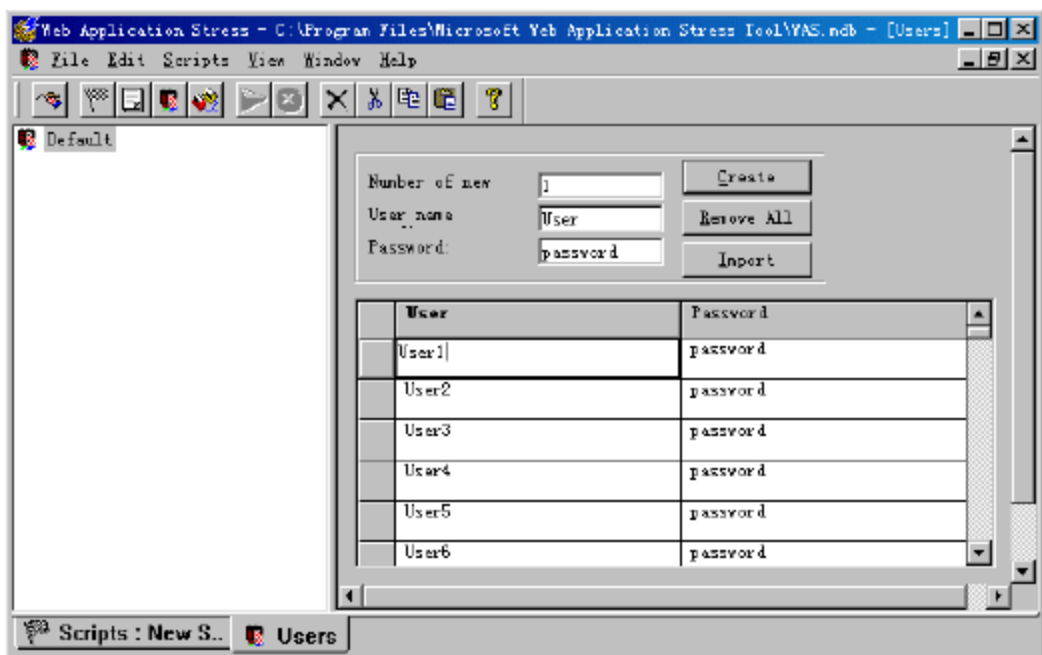 Web Application Stress - C:\Program Files\Microsoft Web Application Stress Tool\WAS.mdb - [Users]
File Edit Scripts View Window Help
Default
Number of new
1
Create
User name
User
Remove All
Password:
password
Import
User Password
User1 password
User2 password
User3 password
User4 password
User5 password
User6 password
Scripts : New S.. Users